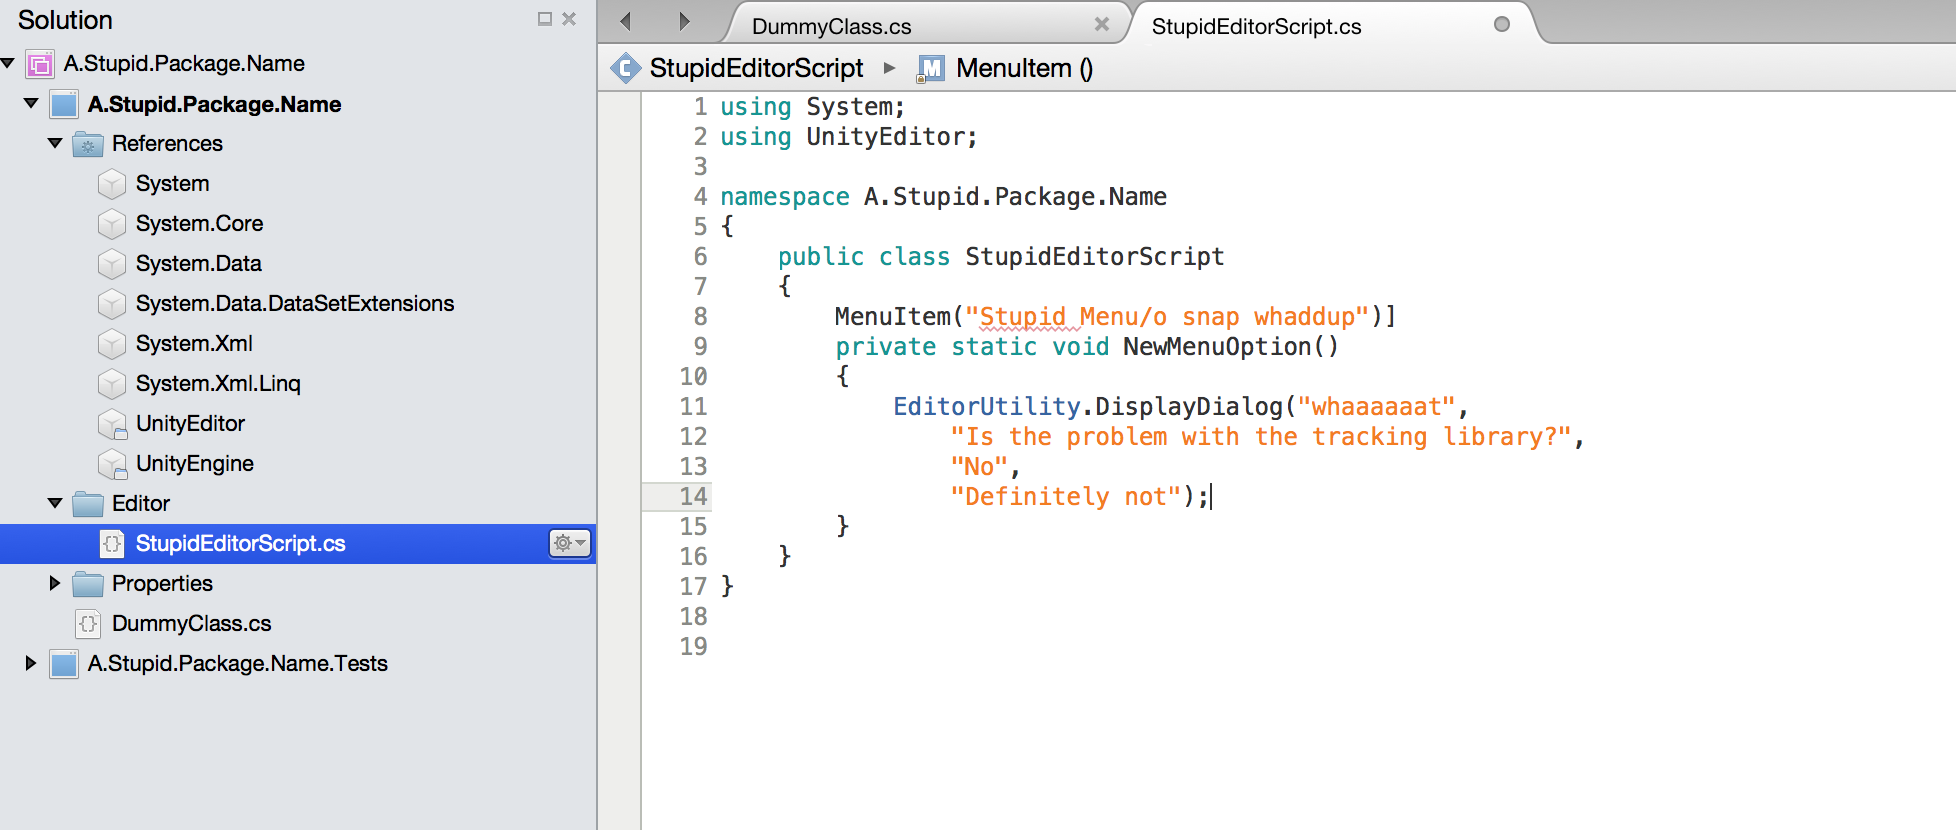 Solution
A.Stupid.Package.Name
A.Stupid.Package.Name
References
System
System.Core
System.Data
System.Data.DataSetExtensions
System.Xml
System.Xml.Linq
UnityEditor
UnityEngine
Editor
StupidEditorScript.cs
Properties
DummyClass.cs
A.Stupid.Package.Name.Tests
DummyClass.cs
StupidEditorScript.cs
C StupidEditorScript M MenuItem ()
1 using System;
2 using UnityEditor;
3
4 namespace A.Stupid.Package.Name
5 {
6     public class StupidEditorScript
7     {
8         MenuItem("Stupid Menu/o snap whaddup")]
9         private static void NewMenuOption()
10         {
11             EditorUtility.DisplayDialog("whaaaaaat",
12                 "Is the problem with the tracking library?",
13                 "No",
14                 "Definitely not");
15         }
16     }
17 }
18
19